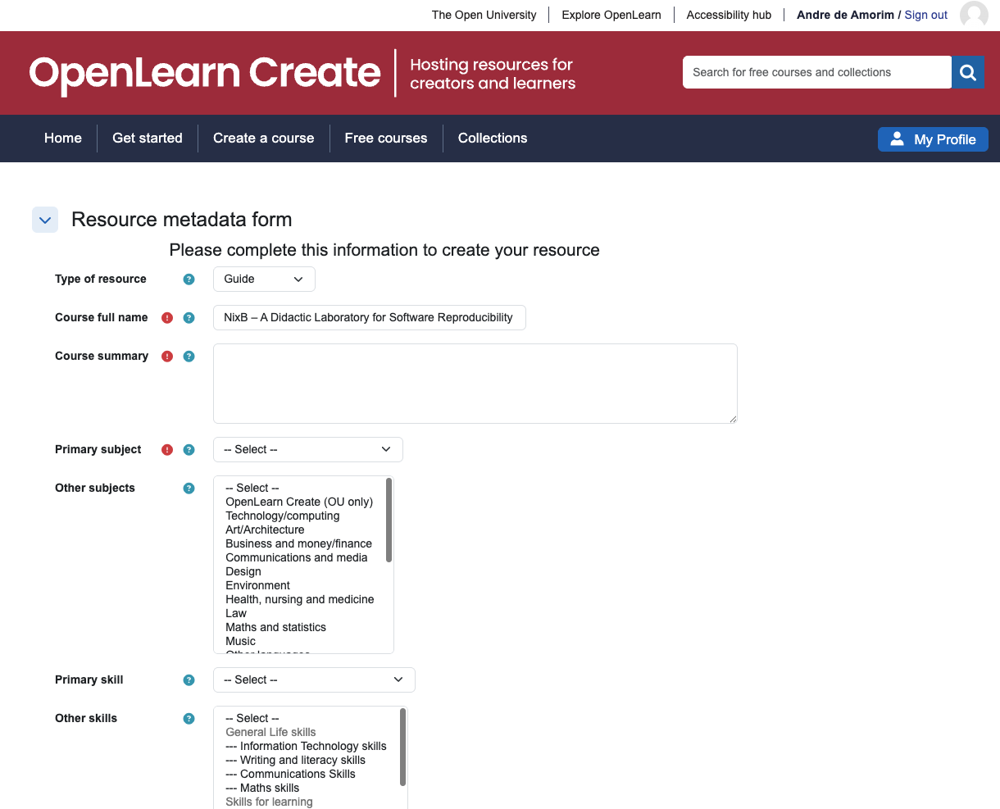 The Open University
Explore OpenLearn
Accessibility hub
Andre de Amorim / Sign out
OpenLearn Create
Hosting resources for
creators and learners
Search for free courses and collections
Home
Get started
Create a course
Free courses
Collections
My Profile
Resource metadata form
Please complete this information to create your resource
Type of resource ? Guide
Course full name ! ? NixB – A Didactic Laboratory for Software Reproducibility
Course summary ! ?
Primary subject ! ? -- Select --
Other subjects ? -- Select --
OpenLearn Create (OU only)
Technology/computing
Art/Architecture
Business and money/finance
Communications and media
Design
Environment
Health, nursing and medicine
Law
Maths and statistics
Music
Other languages
Primary skill ? -- Select --
Other skills ? -- Select --
General Life skills
--- Information Technology skills
--- Writing and literacy skills
--- Communications Skills
--- Maths skills
Skills for learning